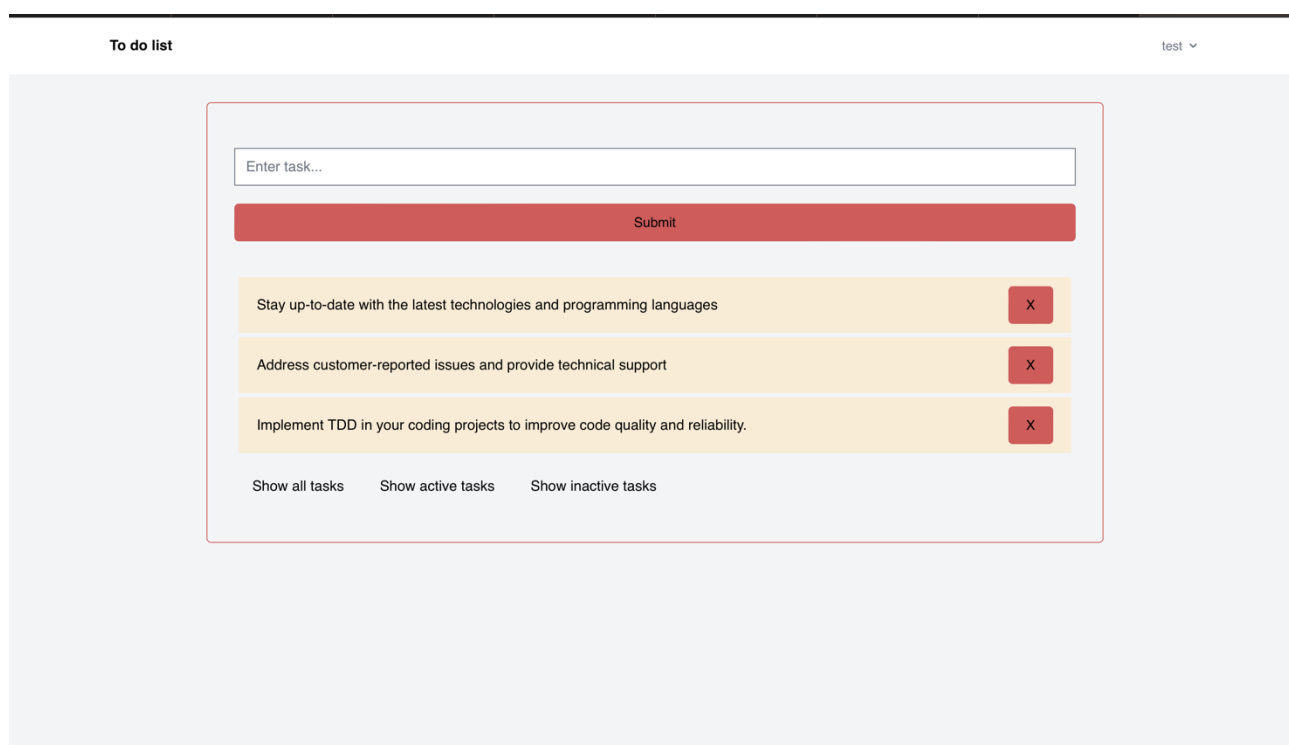 To do list
test
Enter task...
Submit
Stay up-to-date with the latest technologies and programming languages
X
Address customer-reported issues and provide technical support
X
Implement TDD in your coding projects to improve code quality and reliability.
X
Show all tasks Show active tasks Show inactive tasks